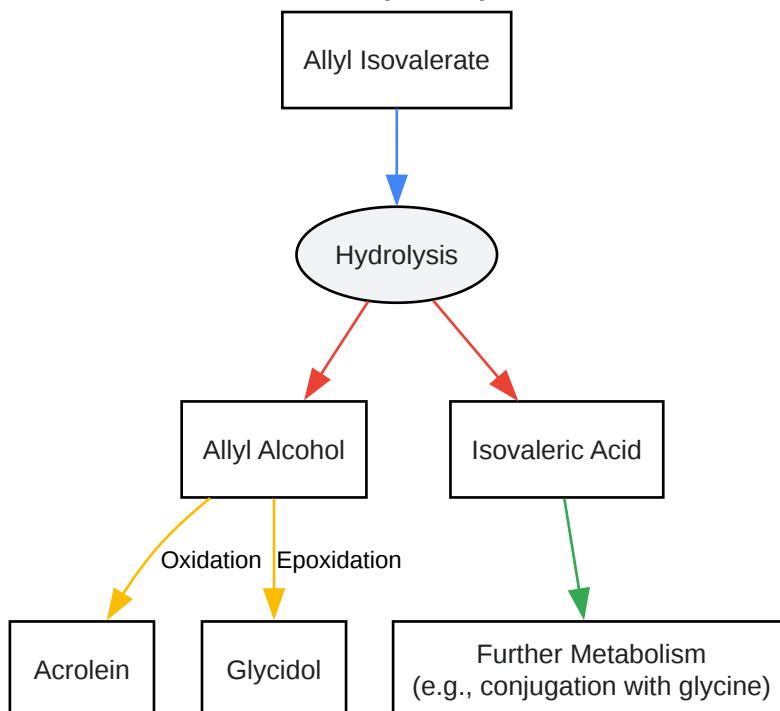 Allyl Isovalerate
Hydrolysis
Allyl Alcohol
Isovaleric Acid
Oxidation
Epoxidation
Acrolein
Glycidol
Further Metabolism
(e.g., conjugation with glycine)